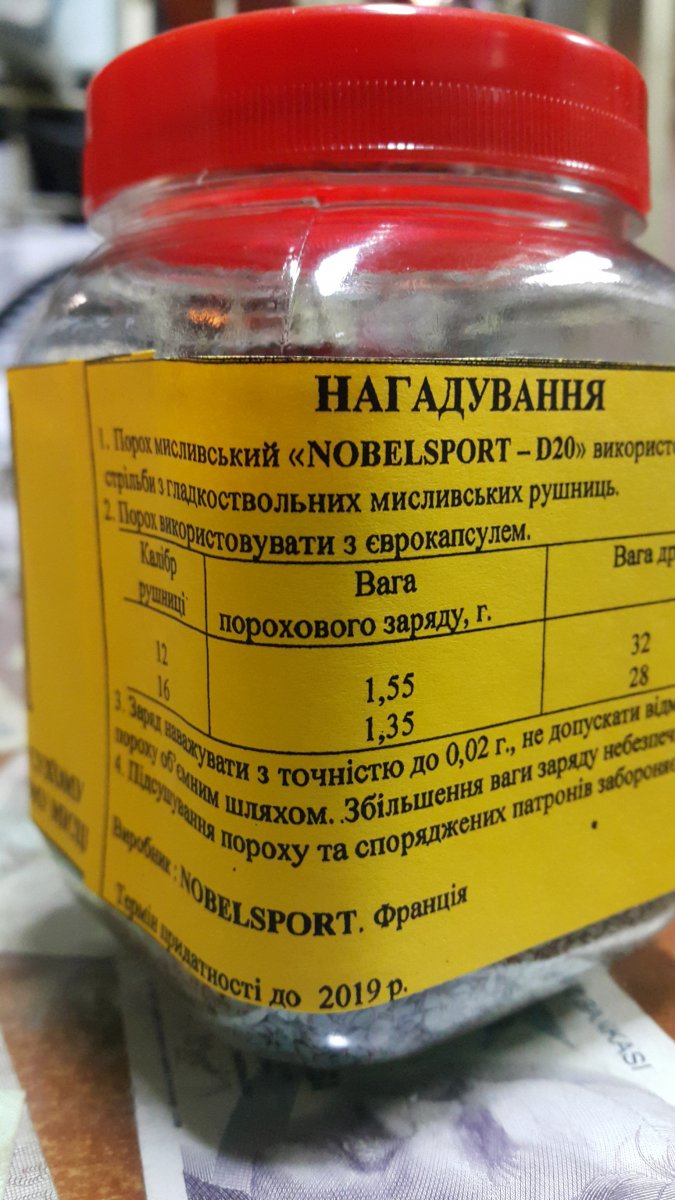 НАГАДУВАННЯ
1. Порох мисливський «NOBELSPORT – D20» використо
стрільби з гладкоствольних мисливських рушниць.
2. Порох використовувати з єврокапсулем.
Калібр рушниці
Вага порохового заряду, г.
Вага др
12 1,55 32
16 1,35 28
3. Заряд наважувати з точністю до 0,02 г., не допускати відм
пороху об'ємним шляхом. .Збільшення ваги заряду небезпеч
4. Підсушування пороху та споряджених патронів забороня
Виробник : NOBELSPORT. Франція
Термін придатності до 2019 р.
KASI